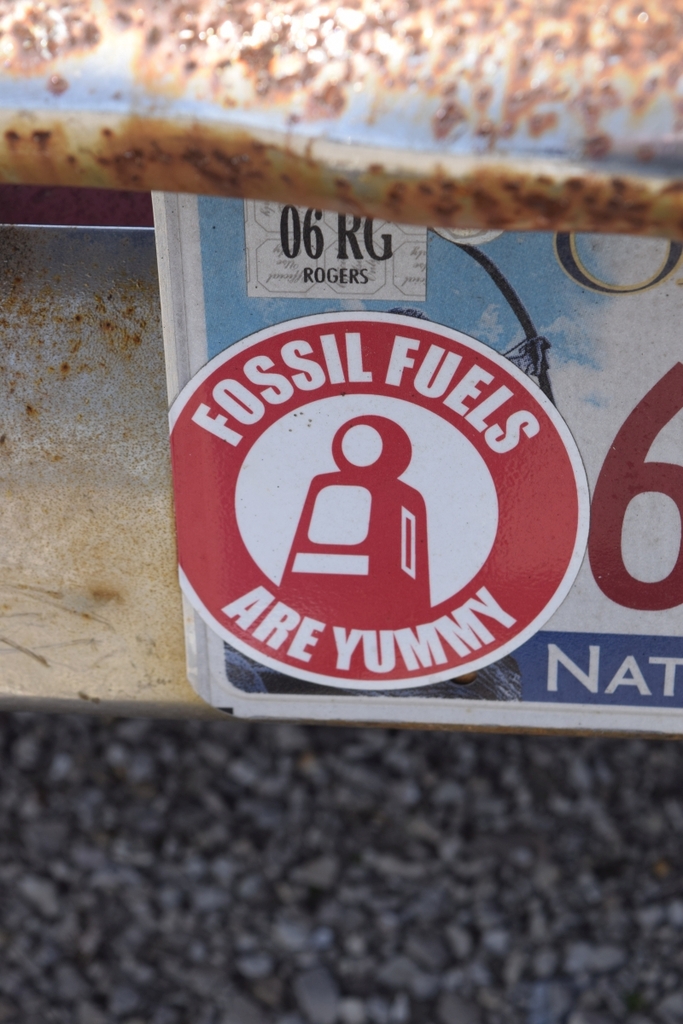 06 RG
ROGERS
FOSSIL FUELS
ARE YUMMY
6
NAT